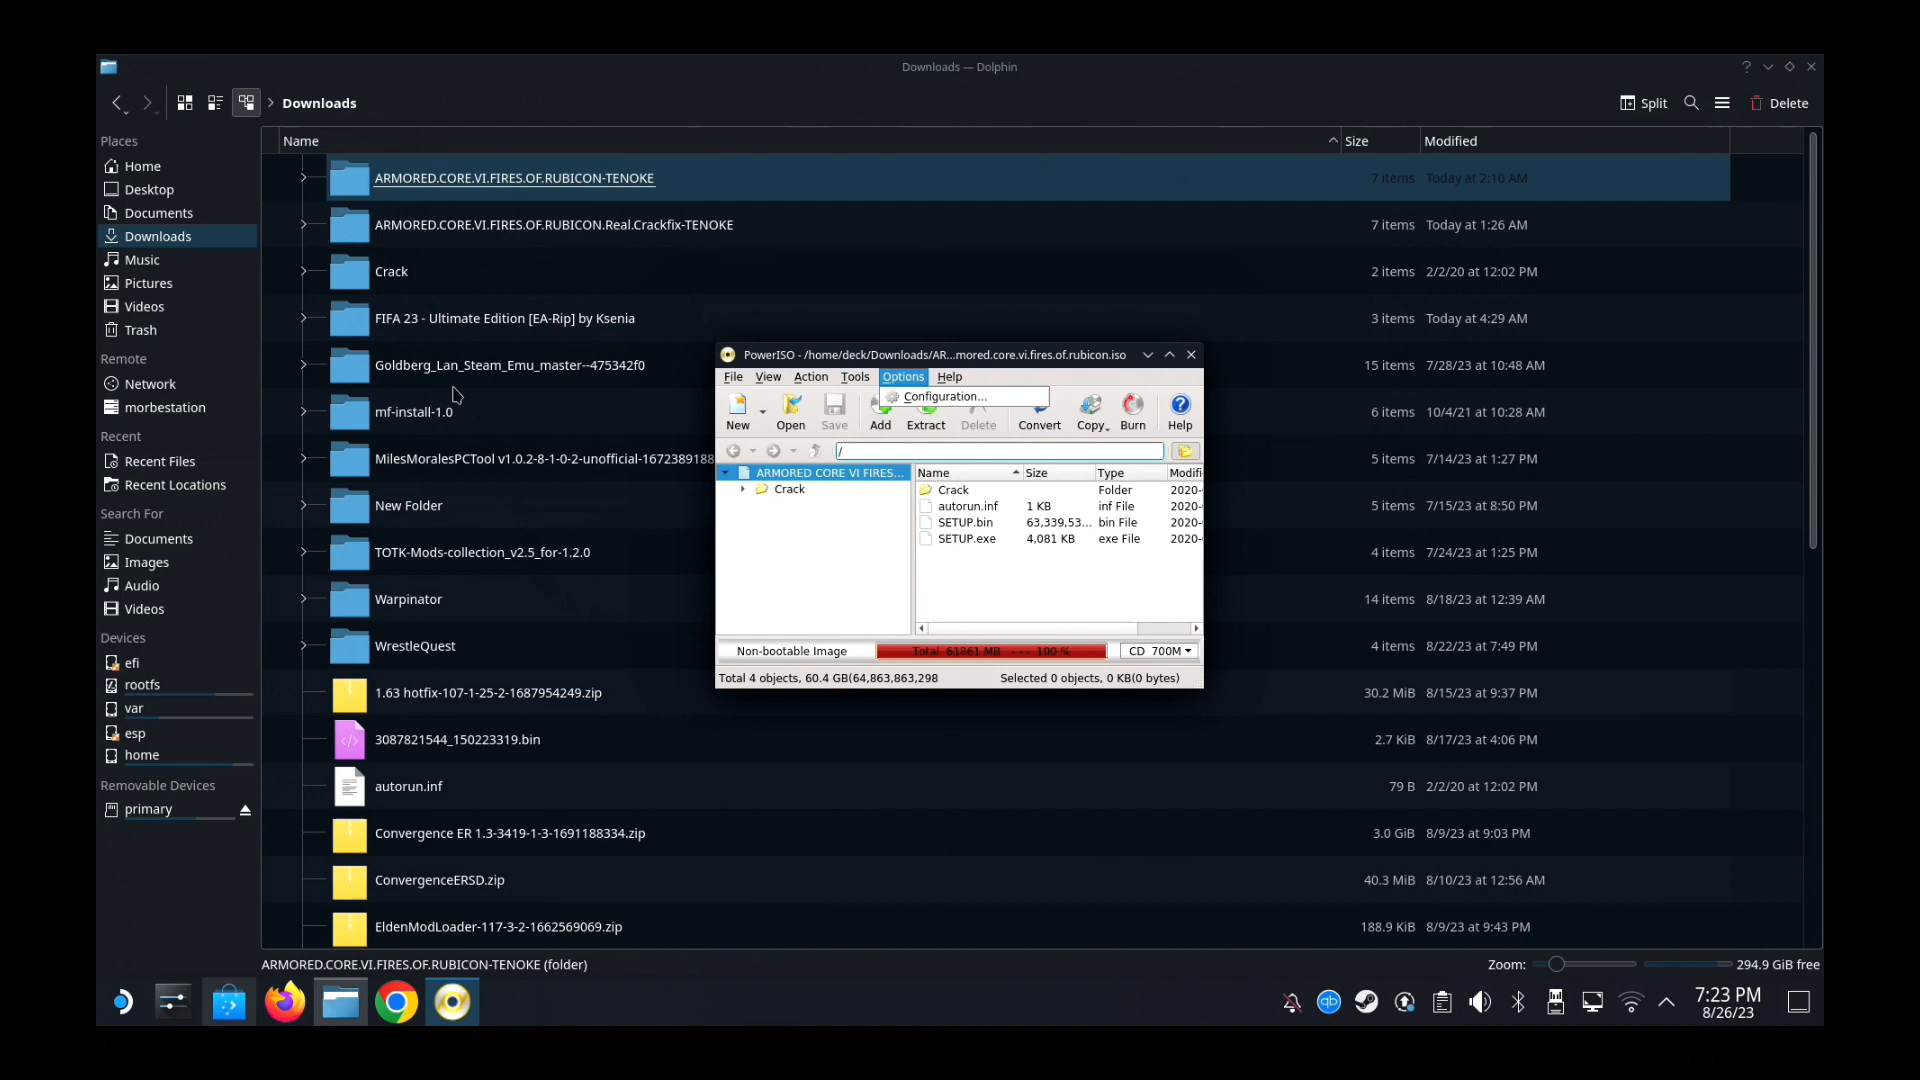 Downloads — Dolphin
Downloads
Split
Delete
Places
Home
Desktop
Documents
Downloads
Music
Pictures
Videos
Trash
Remote
Network
morbestation
Recent
Recent Files
Recent Locations
Search For
Documents
Images
Audio
Videos
Devices
efi
rootfs
var
esp
home
Removable Devices
primary
Name Size Modified
ARMORED.CORE.VI.FIRES.OF.RUBICON-TENOKE 7 items Today at 2:10 AM
ARMORED.CORE.VI.FIRES.OF.RUBICON.Real.Crackfix-TENOKE 7 items Today at 1:26 AM
Crack 2 items 2/2/20 at 12:02 PM
FIFA 23 - Ultimate Edition [EA-Rip] by Ksenia 3 items Today at 4:29 AM
Goldberg_Lan_Steam_Emu_master--475342f0 15 items 7/28/23 at 10:48 AM
mf-install-1.0 6 items 10/4/21 at 10:28 AM
MilesMoralesPCTool v1.0.2-8-1-0-2-unofficial-1672389188 5 items 7/14/23 at 1:27 PM
New Folder 5 items 7/15/23 at 8:50 PM
TOTK-Mods-collection_v2.5_for-1.2.0 4 items 7/24/23 at 1:25 PM
Warpinator 14 items 8/18/23 at 12:39 AM
WrestleQuest 4 items 8/22/23 at 7:49 PM
1.63 hotfix-107-1-25-2-1687954249.zip 30.2 MiB 8/15/23 at 9:37 PM
3087821544_150223319.bin 2.7 KiB 8/17/23 at 4:06 PM
autorun.inf 79 B 2/2/20 at 12:02 PM
Convergence ER 1.3-3419-1-3-1691188334.zip 3.0 GiB 8/9/23 at 9:03 PM
ConvergenceERSD.zip 40.3 MiB 8/10/23 at 12:56 AM
EldenModLoader-117-3-2-1662569069.zip 188.9 KiB 8/9/23 at 9:43 PM
PowerISO - /home/deck/Downloads/AR...mored.core.vi.fires.of.rubicon.iso
File View Action Tools Options Help
Configuration...
New Open Save Add Extract Delete Convert Copy Burn Help
/
ARMORED CORE VI FIRES...
Crack
Name Size Type Modifi
Crack Folder 2020-
autorun.inf 1 KB inf File 2020-
SETUP.bin 63,339,53... bin File 2020-
SETUP.exe 4,081 KB exe File 2020-
Non-bootable Image Total 61861 MB --- 100 % CD 700M
Total 4 objects, 60.4 GB(64,863,863,298 Selected 0 objects, 0 KB(0 bytes)
ARMORED.CORE.VI.FIRES.OF.RUBICON-TENOKE (folder) Zoom: 294.9 GiB free
7:23 PM
8/26/23